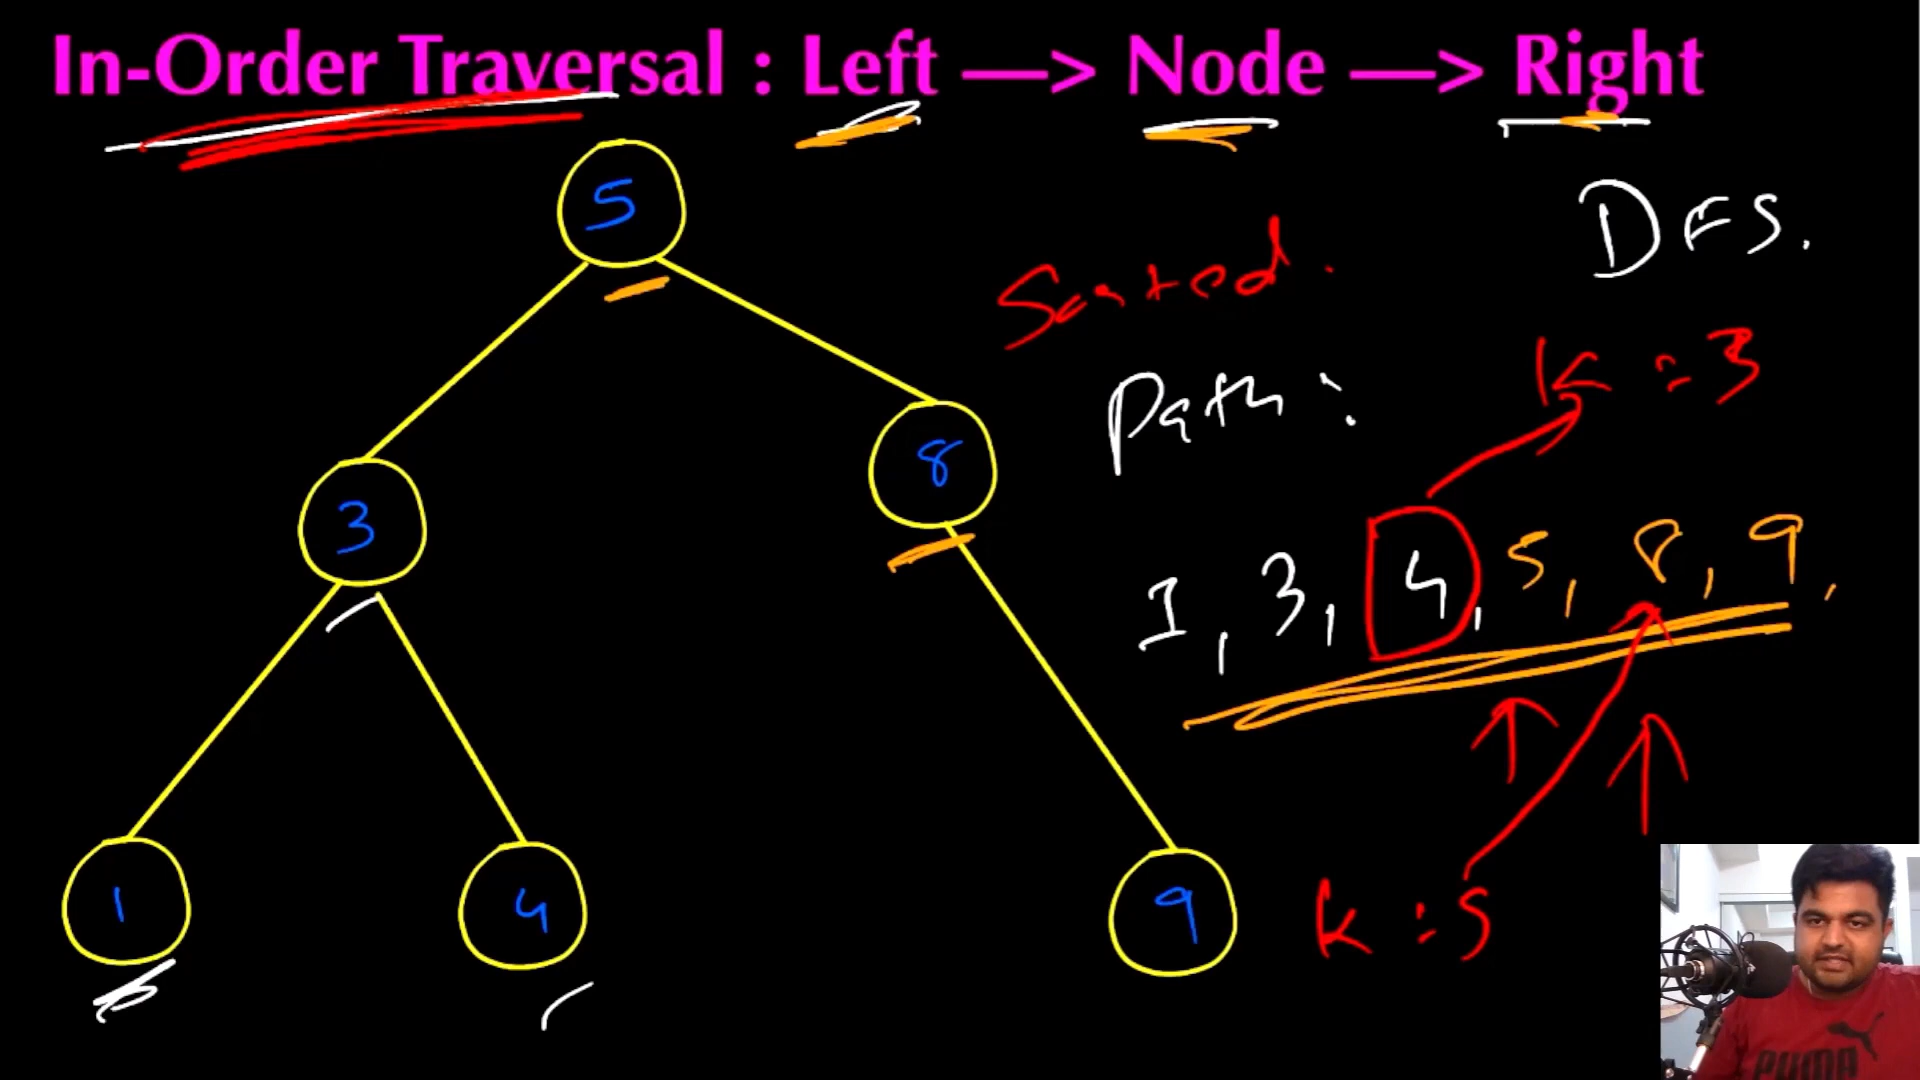 In-Order Traversal : Left —> Node —> Right
5
DFS.
Sorted.
k = 3
Path :
8
3
1, 3, 4, 5, 8, 9,
1
4
9
k = 5
PUMA